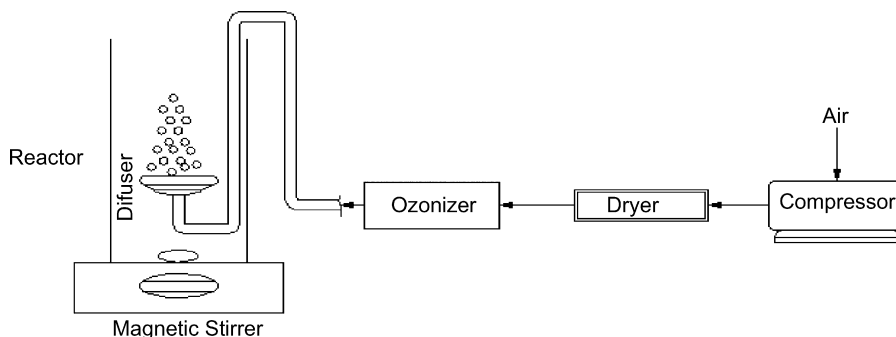 Reactor
Difuser
Ozonizer
Dryer
Air
Compressor
Magnetic Stirrer